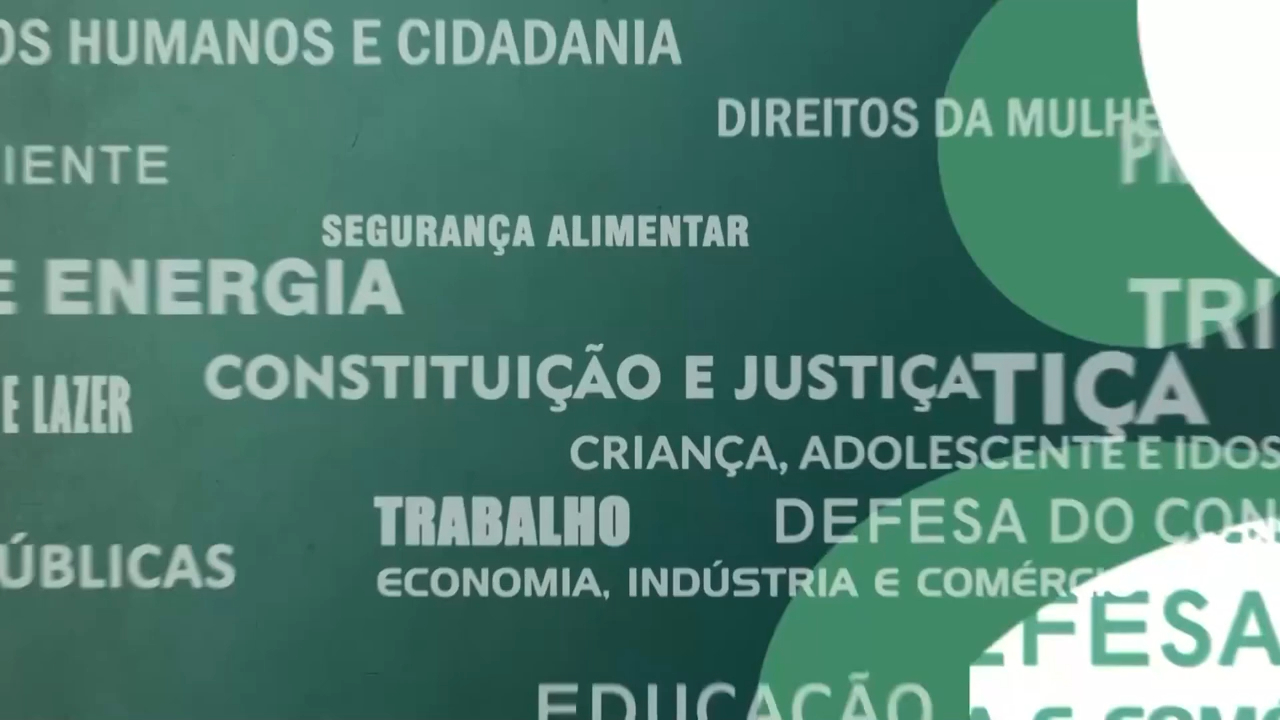 OS HUMANOS E CIDADANIA
DIREITOS DA MULHE
IENTE
SEGURANÇA ALIMENTAR
E ENERGIA
TRI
CONSTITUIÇÃO E JUSTIÇA
TIÇA
E LAZER
CRIANÇA, ADOLESCENTE E IDOS
TRABALHO
DEFESA DO CON
ÚBLICAS
ECONOMIA, INDÚSTRIA E COMÉRCI
EFESA
EDUCAÇÃO